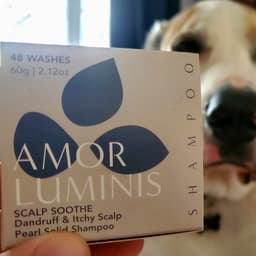 48 WASHES
60g | 2.12oz
AMOR
LUMINIS
SCALP SOOTHE
Dandruff & Itchy Scalp
Pearl Solid Shampoo
SHAMPOO